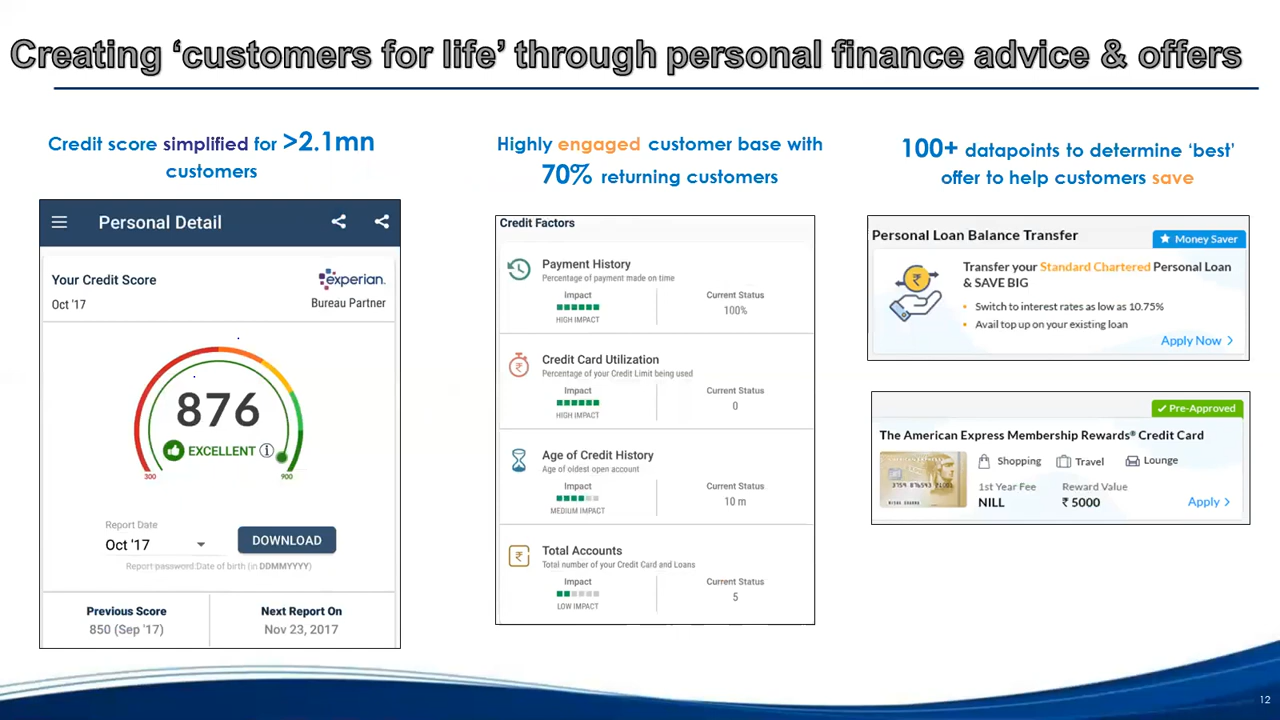 Creating ‘customers for life’ through personal finance advice & offers
Credit score simplified for >2.1mn
customers
Personal Detail
Your Credit Score
Oct '17
experian.
Bureau Partner
876
EXCELLENT
300
900
Report Date
Oct '17
DOWNLOAD
Report password:Date of birth (in DDMMYYYY)
Previous Score
850 (Sep '17)
Next Report On
Nov 23, 2017
Highly engaged customer base with
70% returning customers
Credit Factors
Payment History
Percentage of payment made on time
Impact
HIGH IMPACT
Current Status
100%
Credit Card Utilization
Percentage of your Credit Limit being used
Impact
HIGH IMPACT
Current Status
0
Age of Credit History
Age of oldest open account
Impact
MEDIUM IMPACT
Current Status
10 m
Total Accounts
Total number of your Credit Card and Loans
Impact
LOW IMPACT
Current Status
5
100+ datapoints to determine ‘best’
offer to help customers save
Personal Loan Balance Transfer
Money Saver
Transfer your Standard Chartered Personal Loan
& SAVE BIG
• Switch to interest rates as low as 10.75%
• Avail top up on your existing loan
Apply Now >
Pre-Approved
The American Express Membership Rewards® Credit Card
Shopping
Travel
Lounge
1st Year Fee
NILL
Reward Value
₹ 5000
Apply >
12